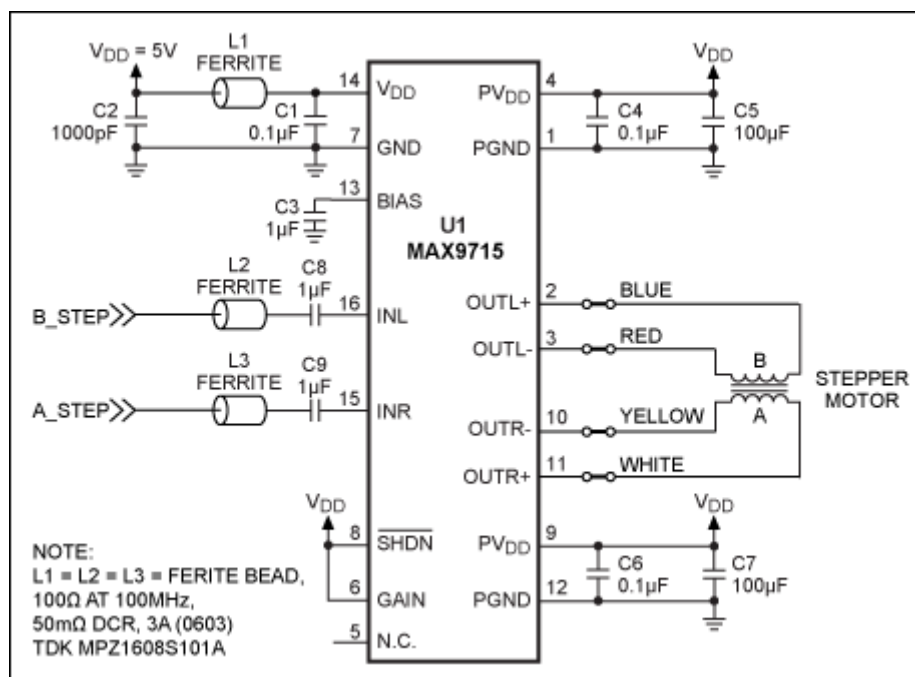 V_DD = 5V
L1
FERRITE
C2
1000pF
C1
0.1µF
14
V_DD
7
GND
13
BIAS
C3
1µF
U1
MAX9715
PV_DD
4
PGND
1
C4
0.1µF
V_DD
C5
100µF
B_STEP
L2
FERRITE
C8
1µF
16
INL
A_STEP
L3
FERRITE
C9
1µF
15
INR
OUTL+
2
BLUE
OUTL-
3
RED
OUTR-
10
YELLOW
OUTR+
11
WHITE
B
A
STEPPER
MOTOR
V_DD
8
SHDN
6
GAIN
5
N.C.
PV_DD
9
PGND
12
C6
0.1µF
V_DD
C7
100µF
NOTE:
L1 = L2 = L3 = FERITE BEAD,
100Ω AT 100MHz,
50mΩ DCR, 3A (0603)
TDK MPZ1608S101A